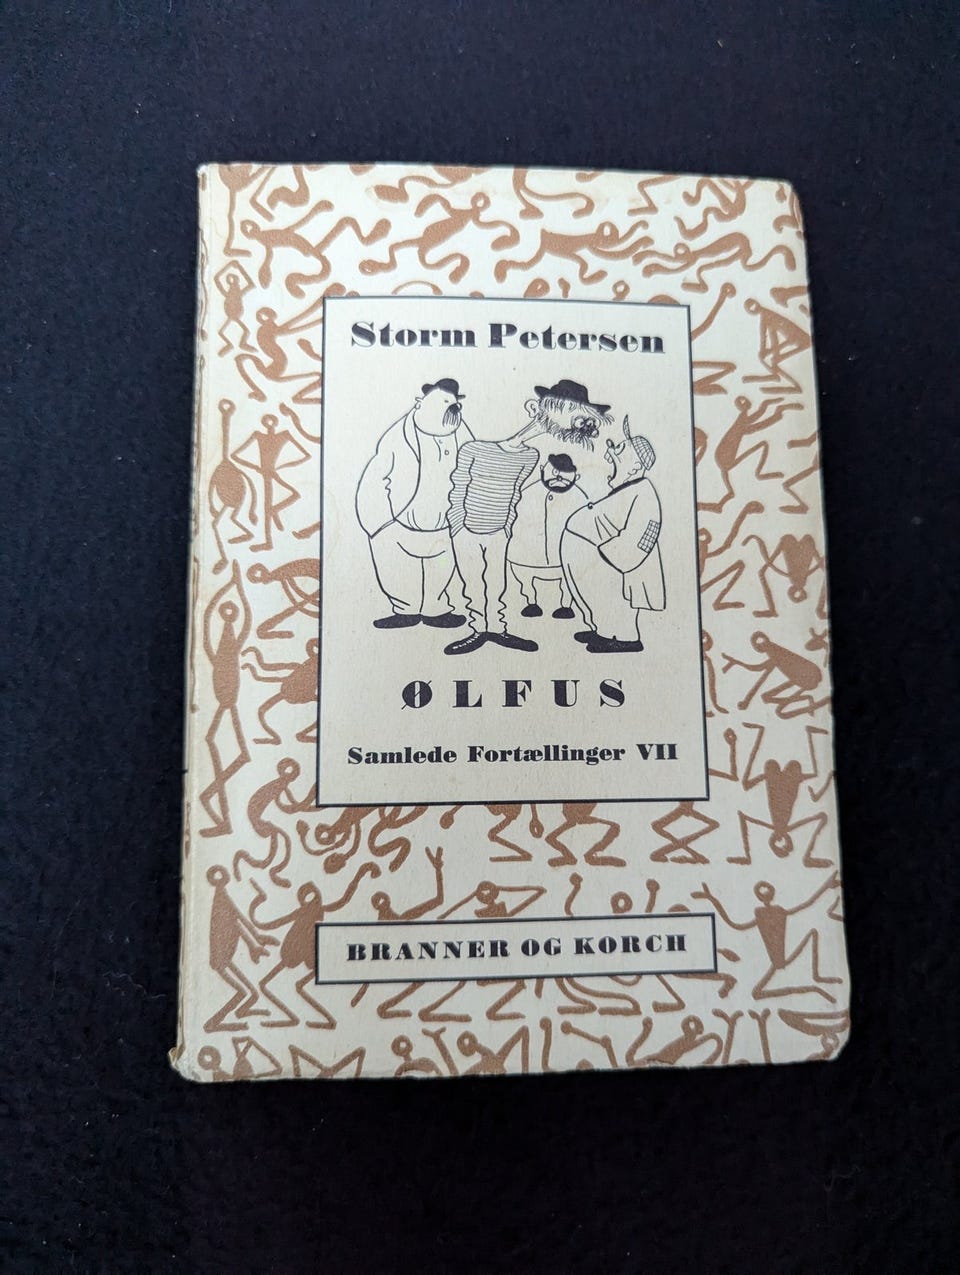 Storm Petersen
ØLFUS
Samlede Fortællinger VII
BRANNER OG KORCH